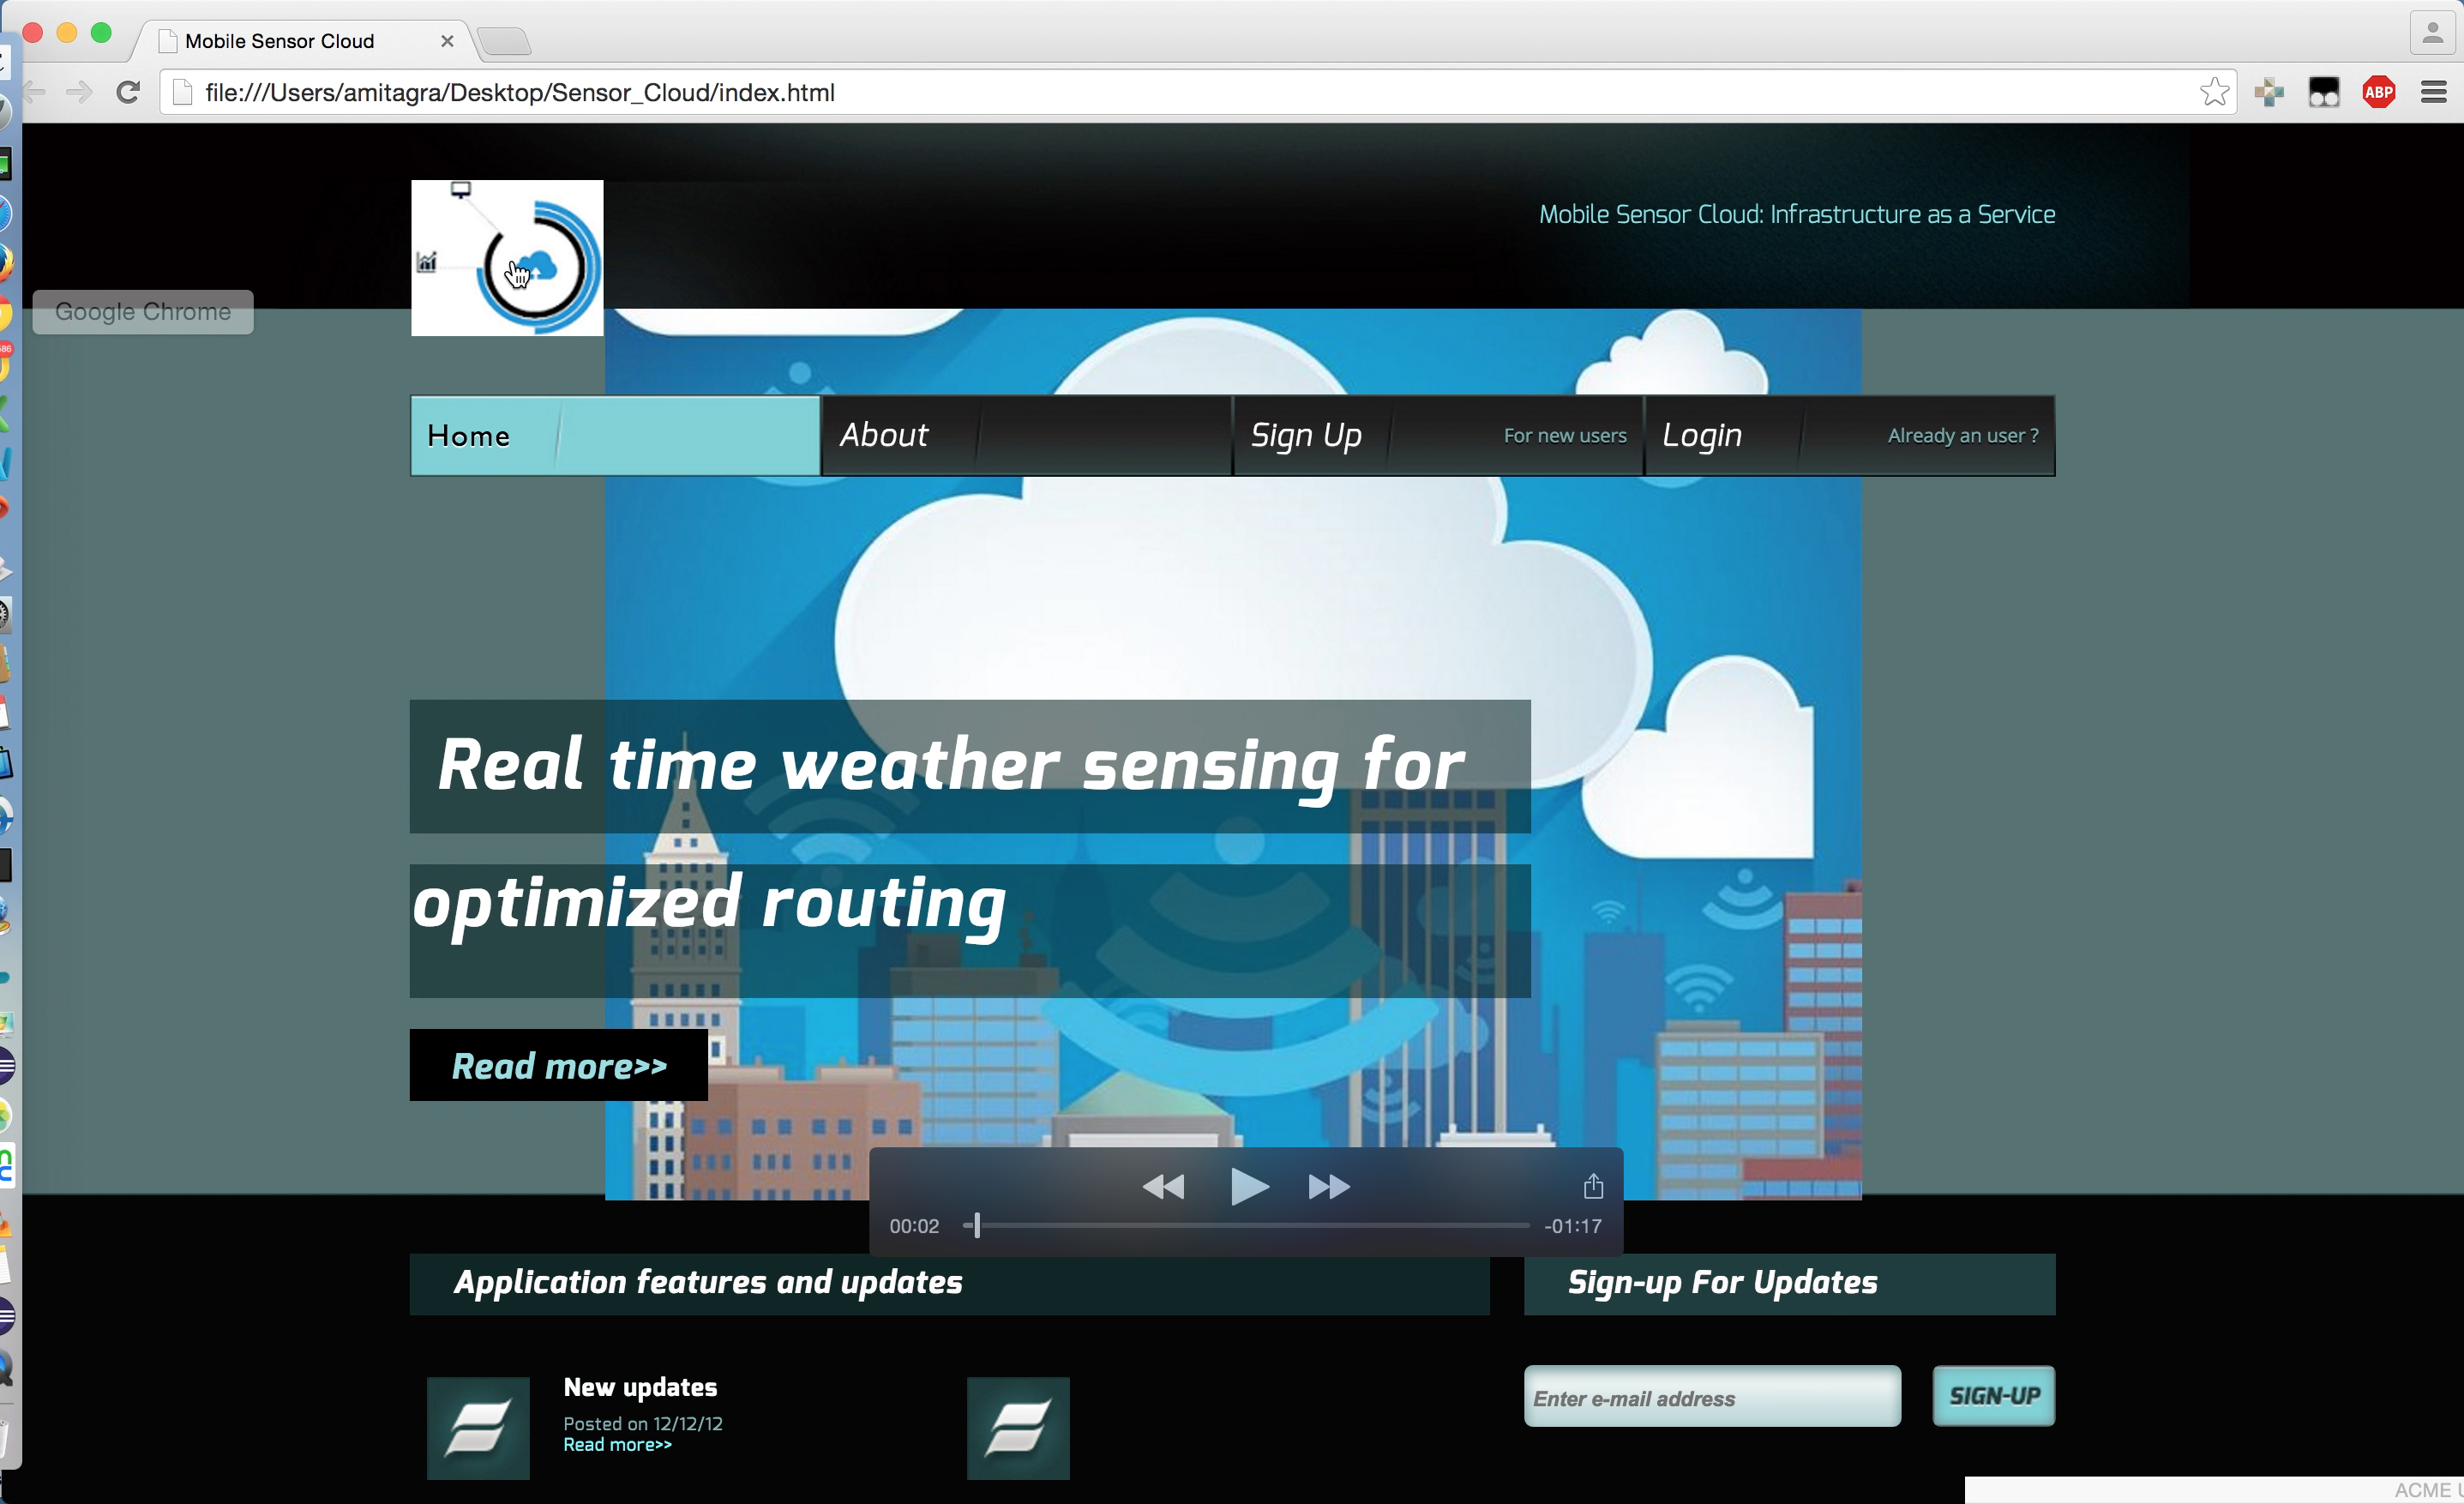 Mobile Sensor Cloud
file:///Users/amitagra/Desktop/Sensor_Cloud/index.html
ABP
Mobile Sensor Cloud: Infrastructure as a Service
Google Chrome
Home
About
Sign Up
For new users
Login
Already an user ?
Real time weather sensing for
optimized routing
Read more>>
00:02
-01:17
Application features and updates
Sign-up For Updates
New updates
Posted on 12/12/12
Read more>>
Enter e-mail address
SIGN-UP
ACME